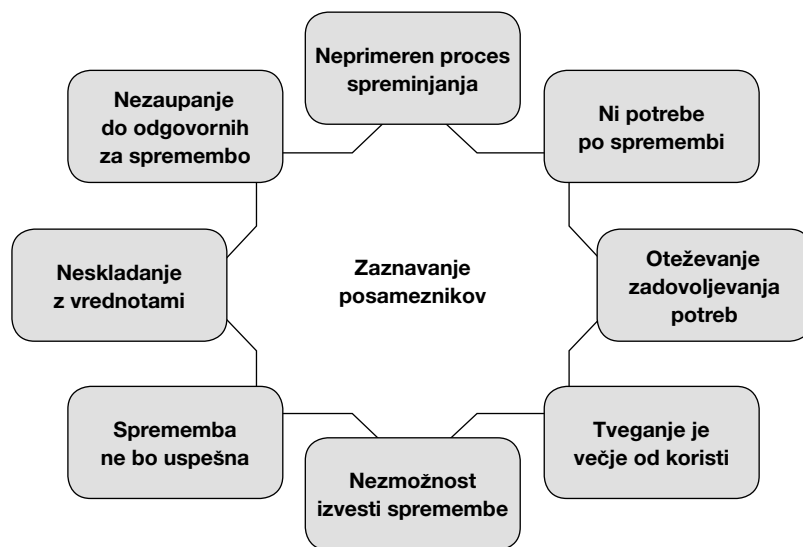 Neprimeren proces
spreminjanja
Nezaupanje
do odgovornih
za spremembo
Ni potrebe
po spremembi
Neskladanje
z vrednotami
Zaznavanje
posameznikov
Oteževanje
zadovoljevanja
potreb
Sprememba
ne bo uspešna
Tveganje je
večje od koristi
Nezmožnost
izvesti spremembe